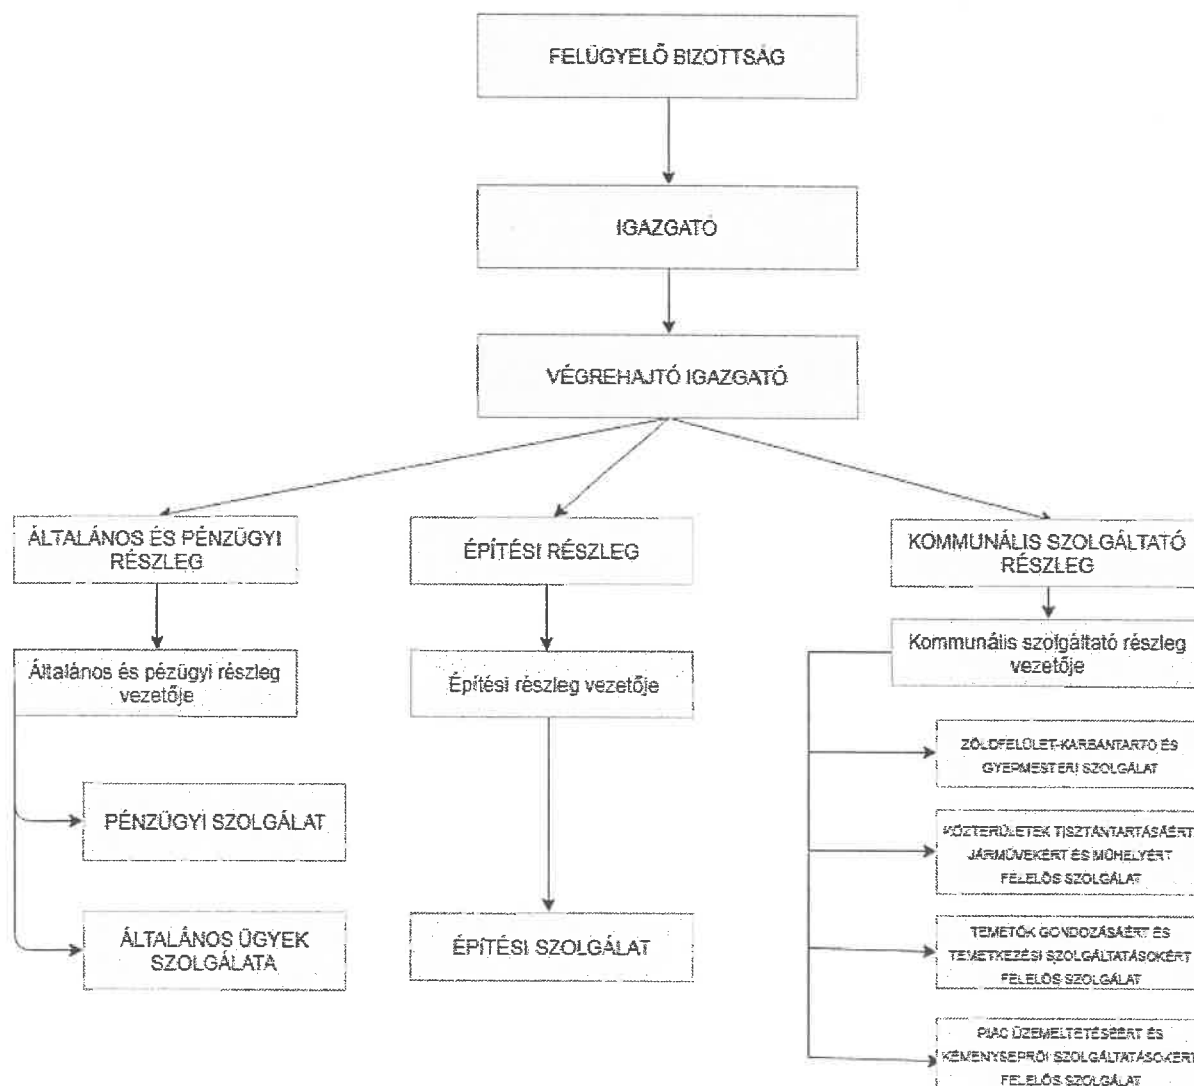 FELÜGYELŐ BIZOTTSÁG
IGAZGATÓ
VÉGREHAJTÓ IGAZGATÓ
ÁLTALÁNOS ÉS PÉNZÜGYI
RÉSZLEG
ÉPÍTÉSI RÉSZLEG
KOMMUNÁLIS SZOLGÁLTATÓ
RÉSZLEG
Általános és pézügyi részleg
vezetője
Építési részleg vezetője
Kommunális szolgáltató részleg
vezetője
PÉNZÜGYI SZOLGÁLAT
ÁLTALÁNOS ÜGYEK
SZOLGÁLATA
ÉPÍTÉSI SZOLGÁLAT
ZÖLDFELÜLET-KARBANTARTÓ ÉS
GYEPMESTERI SZOLGÁLAT
KÖZTERÜLETEK TISZTÁNTARTÁSÁÉRT,
JÁRMŰVEKÉRT ÉS MŰHELYÉRT
FELELŐS SZOLGÁLAT
TEMETŐK GONDOZÁSÁÉRT ÉS
TEMETKEZÉSI SZOLGÁLTATÁSOKÉRT
FELELŐS SZOLGÁLAT
PIAC ÜZEMELTETÉSÉÉRT ÉS
KÉMÉNYSEPRŐI SZOLGÁLTATÁSOKÉRT
FELELŐS SZOLGÁLAT